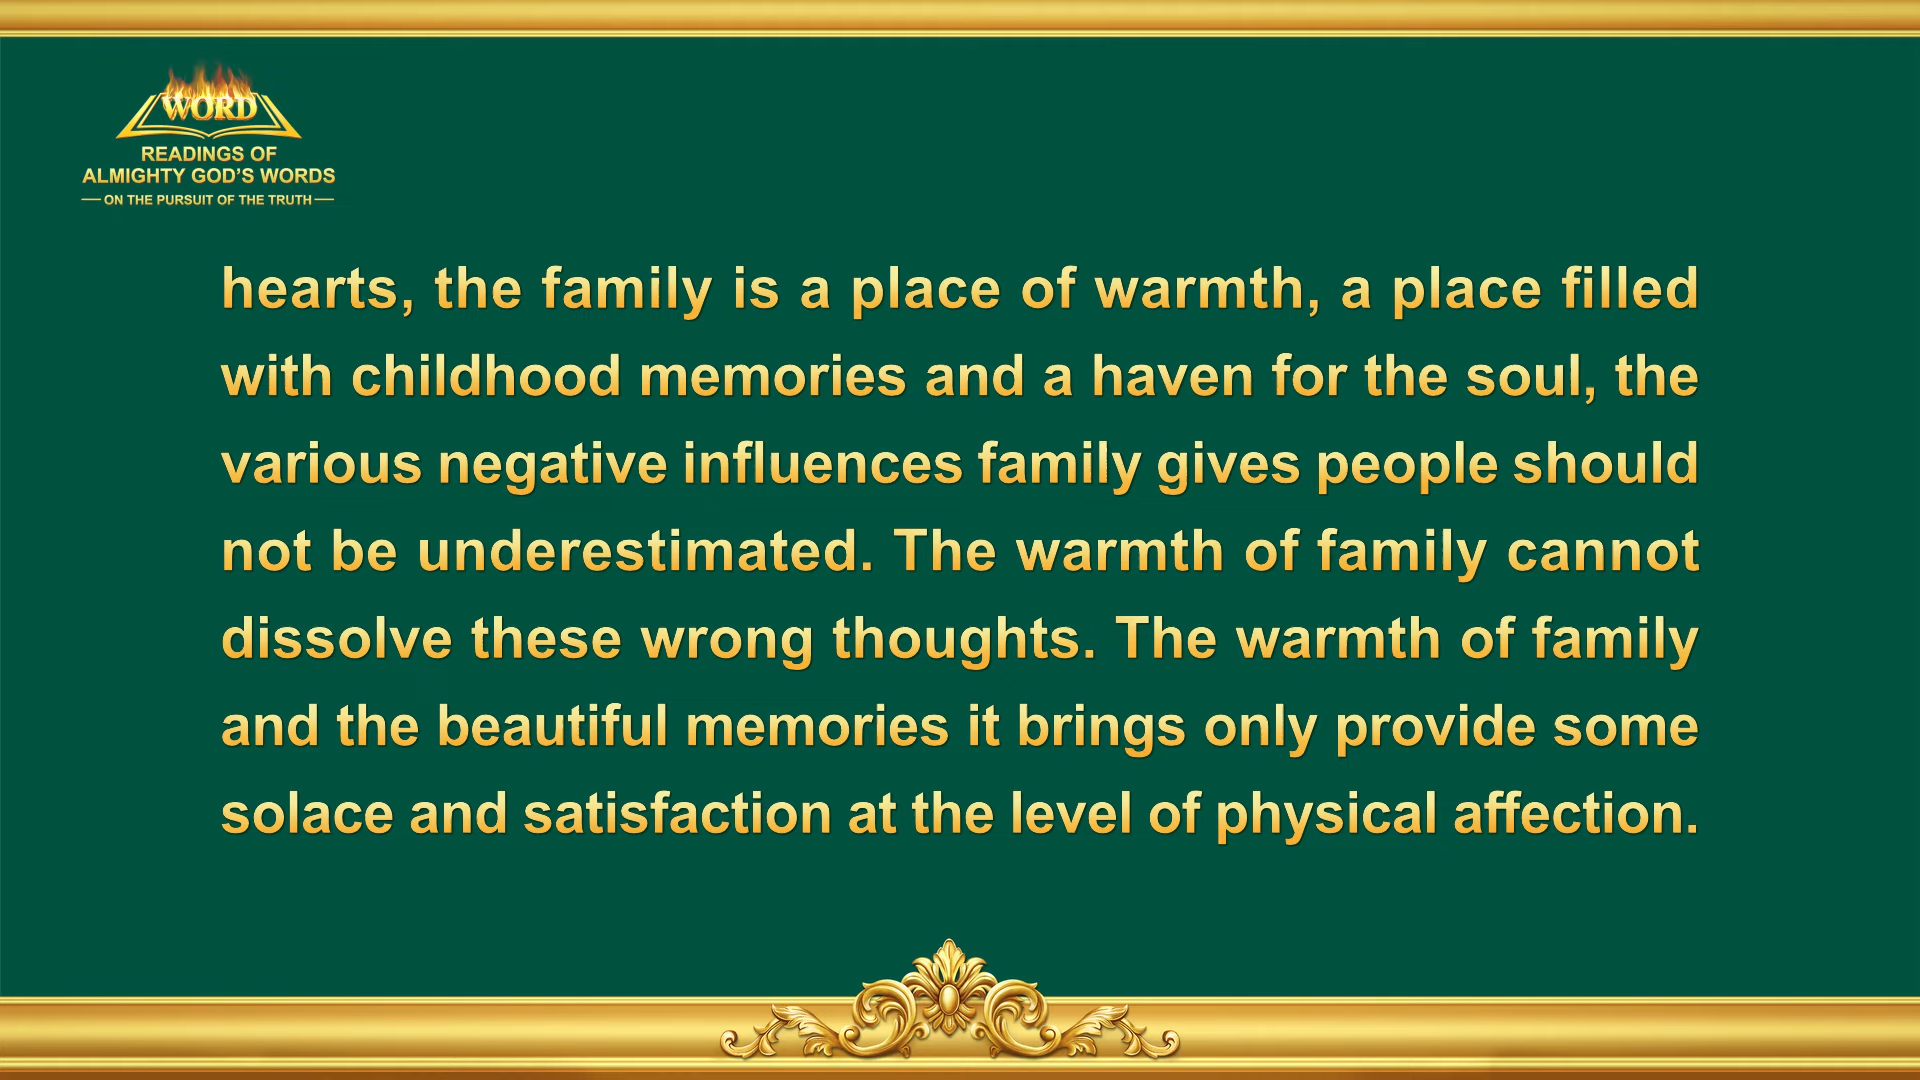 WORD
READINGS OF
ALMIGHTY GOD'S WORDS
ON THE PURSUIT OF THE TRUTH
hearts, the family is a place of warmth, a place filled
with childhood memories and a haven for the soul, the
various negative influences family gives people should
not be underestimated. The warmth of family cannot
dissolve these wrong thoughts. The warmth of family
and the beautiful memories it brings only provide some
solace and satisfaction at the level of physical affection.